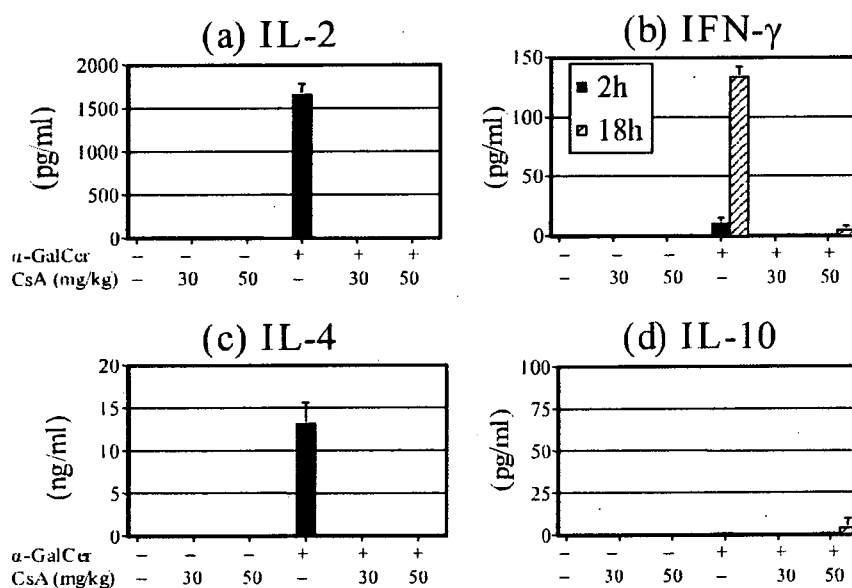 (a) IL-2
(pg/ml)
2000
1500
1000
500
0
α-GalCer – – – + + +
CsA (mg/kg) – 30 50 – 30 50
(b) IFN-γ
(pg/ml)
150
100
50
0
2h
18h
– – – + + +
– 30 50 – 30 50
(c) IL-4
(ng/ml)
20
15
10
5
0
α-GalCer – – – + + +
CsA (mg/kg) – 30 50 – 30 50
(d) IL-10
(pg/ml)
100
75
50
25
0
– – – + + +
– 30 50 – 30 50